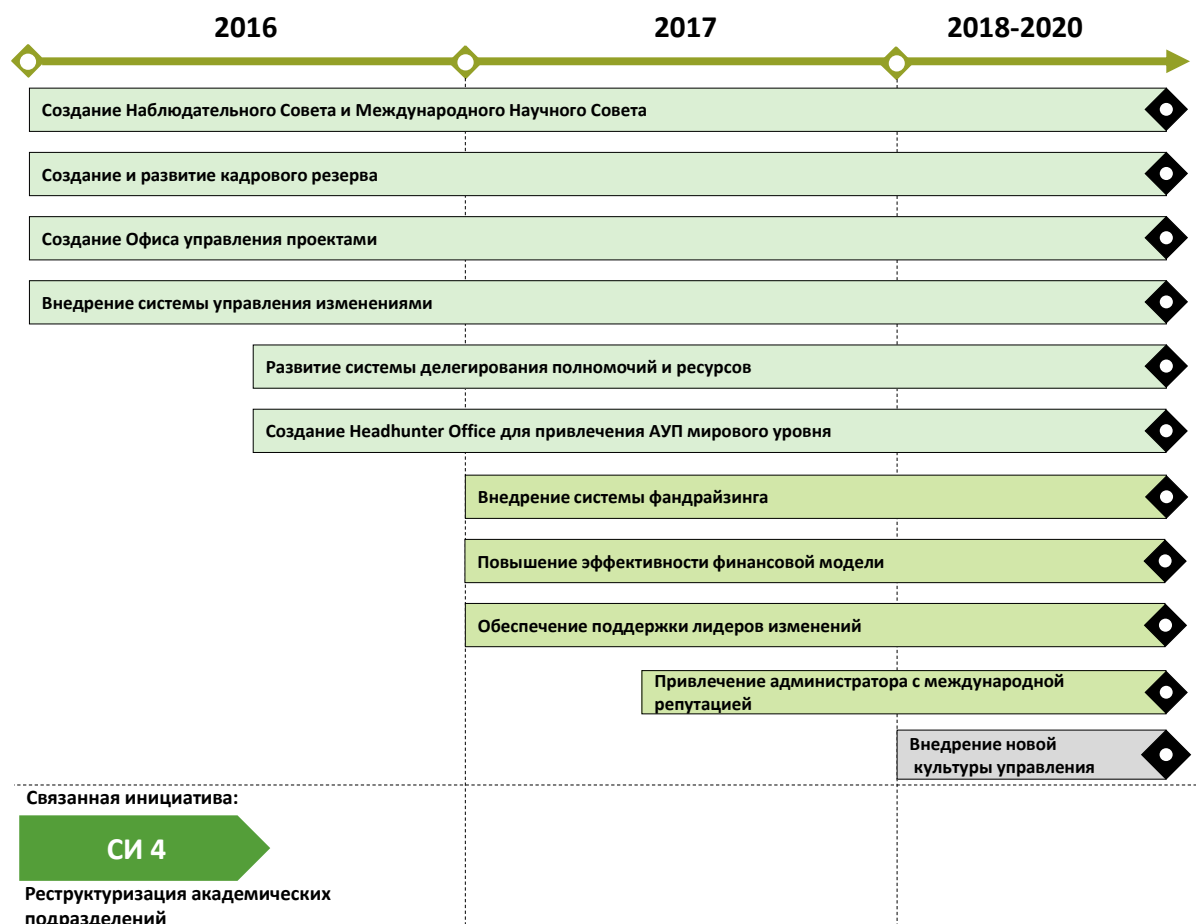 2016 2017 2018-2020
Создание Наблюдательного Совета и Международного Научного Совета
Создание и развитие кадрового резерва
Создание Офиса управления проектами
Внедрение системы управления изменениями
Развитие системы делегирования полномочий и ресурсов
Создание Headhunter Office для привлечения АУП мирового уровня
Внедрение системы фандрайзинга
Повышение эффективности финансовой модели
Обеспечение поддержки лидеров изменений
Привлечение администратора с международной
репутацией
Внедрение новой
культуры управления
Связанная инициатива:
СИ 4
Реструктуризация академических
подразделений